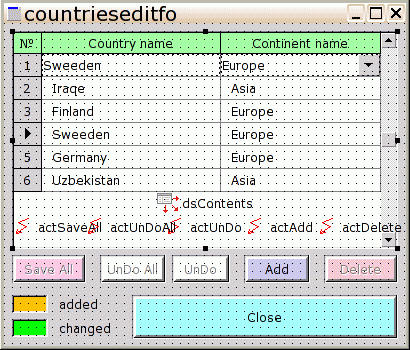 countrieseditfo
№ Country name Continent name
1 Sweeden Europe
2 Iraqe Asia
3 Finland Europe
Sweeden Europe
5 Germany Europe
6 Uzbekistan Asia
dsContents
actSaveAll actUnDoAll actUnDo actAdd actDelete
Save All UnDo All UnDo Add Delete
added
changed
Close